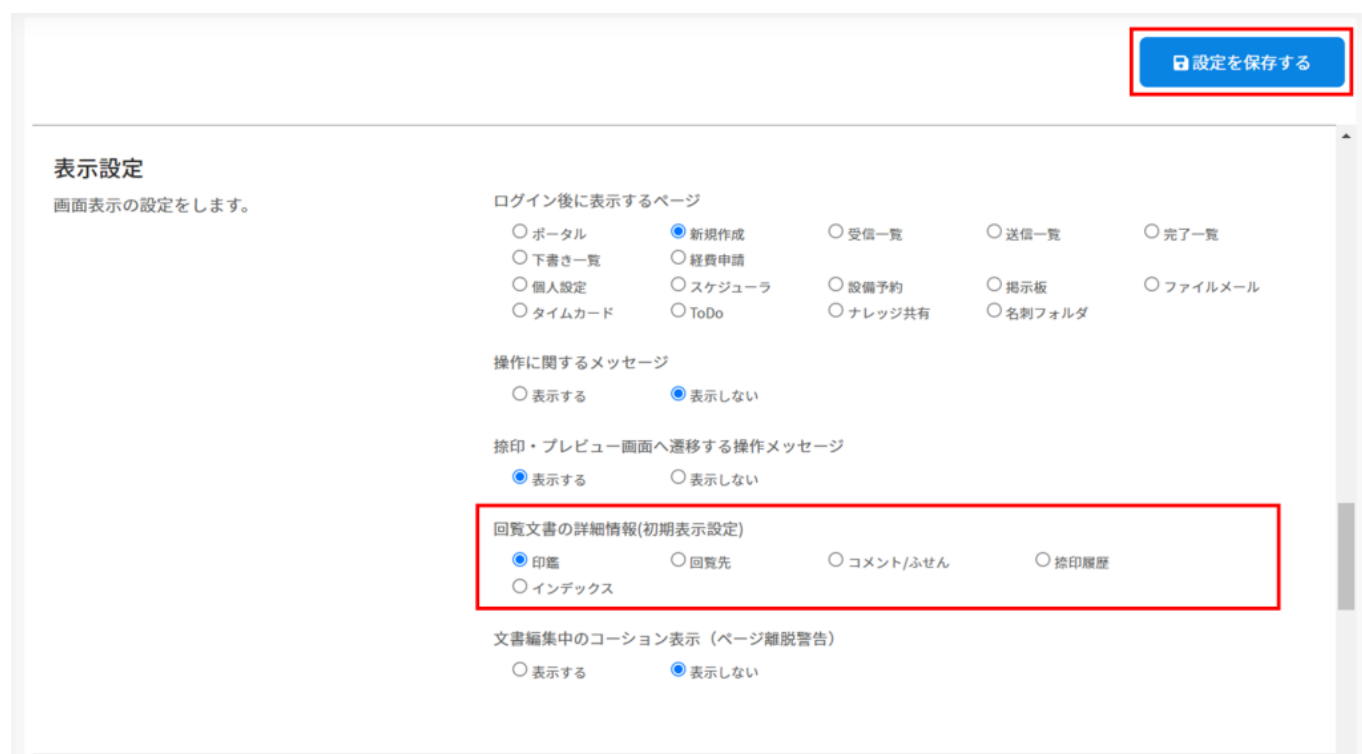 設定を保存する
表示設定
画面表示の設定をします。
ログイン後に表示するページ
ポータル 新規作成 受信一覧 送信一覧 完了一覧
下書き一覧 経費申請
個人設定 スケジューラ 設備予約 掲示板 ファイルメール
タイムカード ToDo ナレッジ共有 名刺フォルダ
操作に関するメッセージ
表示する 表示しない
捺印・プレビュー画面へ遷移する操作メッセージ
表示する 表示しない
回覧文書の詳細情報(初期表示設定)
印鑑 回覧先 コメント/ふせん 捺印履歴
インデックス
文書編集中のコーション表示（ページ離脱警告）
表示する 表示しない